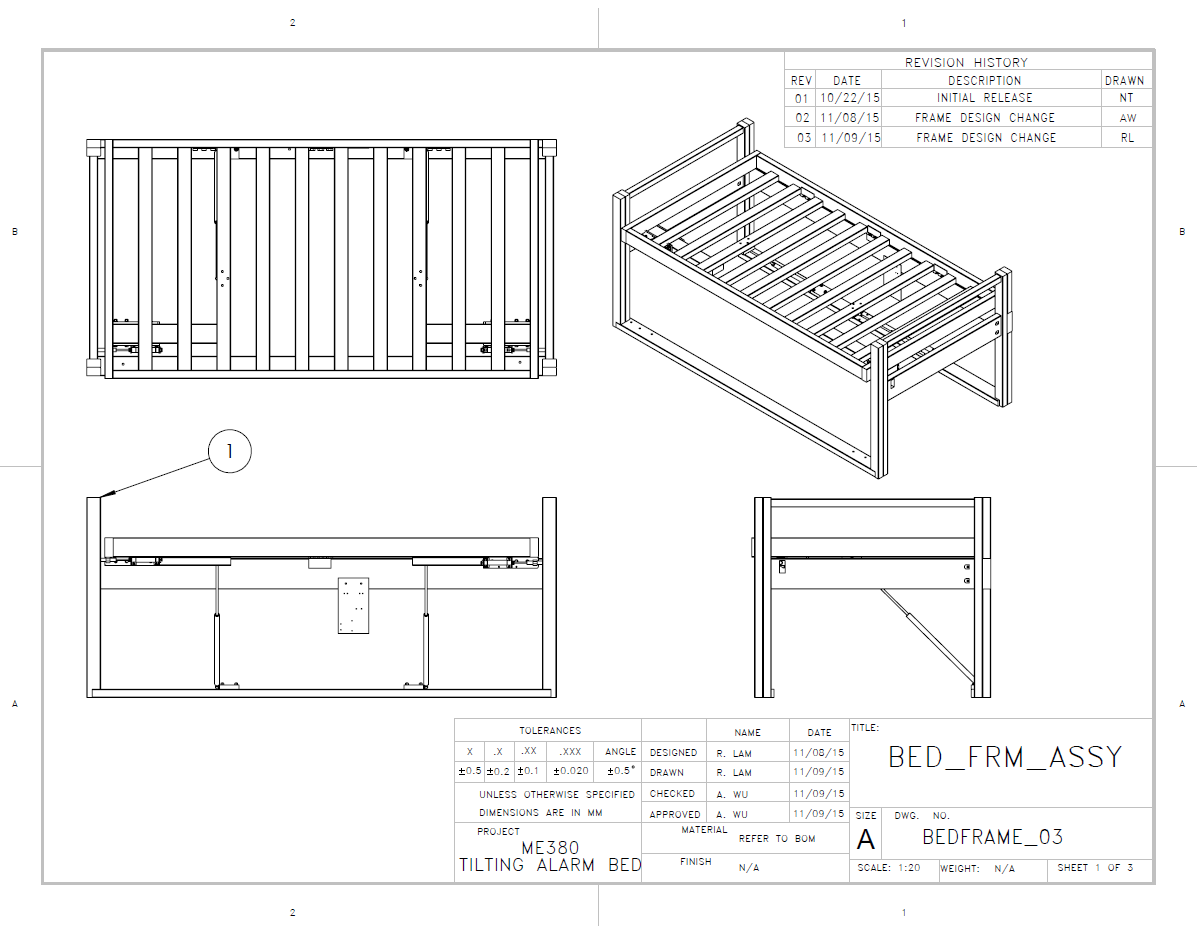 2 1
REVISION HISTORY
REV DATE DESCRIPTION DRAWN
01 10/22/15 INITIAL RELEASE NT
02 11/08/15 FRAME DESIGN CHANGE AW
03 11/09/15 FRAME DESIGN CHANGE RL
B B
1
A A
TOLERANCES NAME DATE TITLE:
X .X .XX .XXX ANGLE DESIGNED R. LAM 11/08/15 BED_FRM_ASSY
±0.5 ±0.2 ±0.1 ±0.020 ±0.5° DRAWN R. LAM 11/09/15
UNLESS OTHERWISE SPECIFIED CHECKED A. WU 11/09/15
DIMENSIONS ARE IN MM APPROVED A. WU 11/09/15 SIZE DWG. NO.
PROJECT MATERIAL REFER TO BOM A BEDFRAME_03
ME380
TILTING ALARM BED FINISH N/A SCALE: 1:20 WEIGHT: N/A SHEET 1 OF 3
2 1